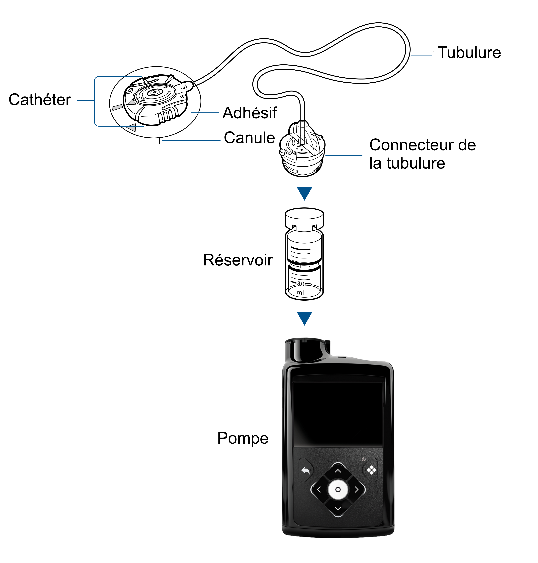 Tubulure
Cathéter
Adhésif
Canule
Connecteur de
la tubulure
Réservoir
Pompe